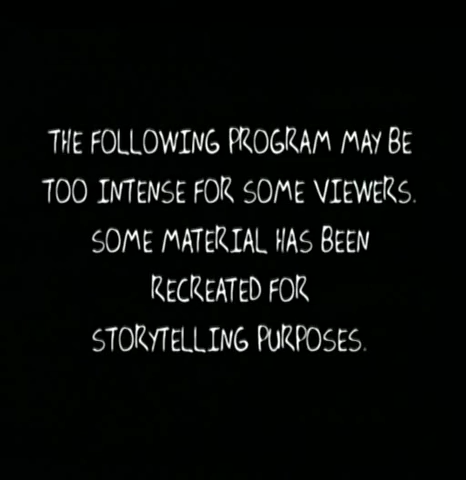 THE FOLLOWING PROGRAM MAY BE
TOO INTENSE FOR SOME VIEWERS.
SOME MATERIAL HAS BEEN
RECREATED FOR
STORYTELLING PURPOSES.